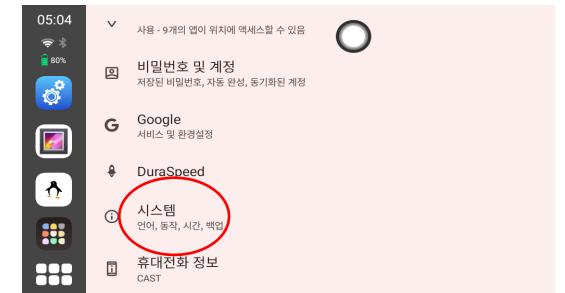 05:04
80%
사용 - 9개의 앱이 위치에 액세스할 수 있음
비밀번호 및 계정
저장된 비밀번호, 자동 완성, 동기화된 계정
Google
서비스 및 환경설정
DuraSpeed
시스템
언어, 동작, 시간, 백업
휴대전화 정보
CAST